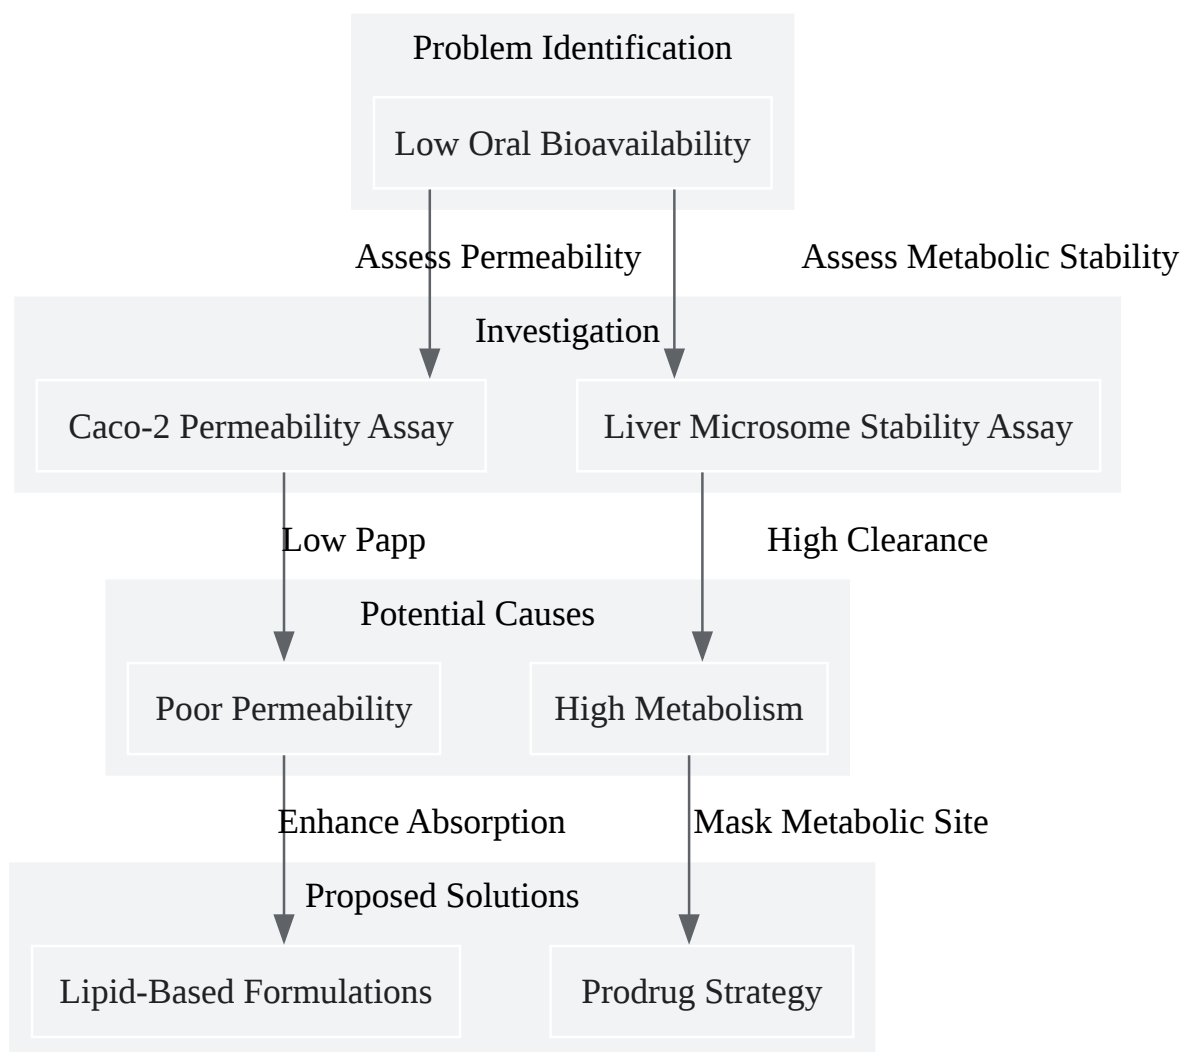 Problem Identification
Low Oral Bioavailability
Assess Permeability
Assess Metabolic Stability
Investigation
Caco-2 Permeability Assay
Liver Microsome Stability Assay
Low Papp
High Clearance
Potential Causes
Poor Permeability
High Metabolism
Enhance Absorption
Mask Metabolic Site
Proposed Solutions
Lipid-Based Formulations
Prodrug Strategy